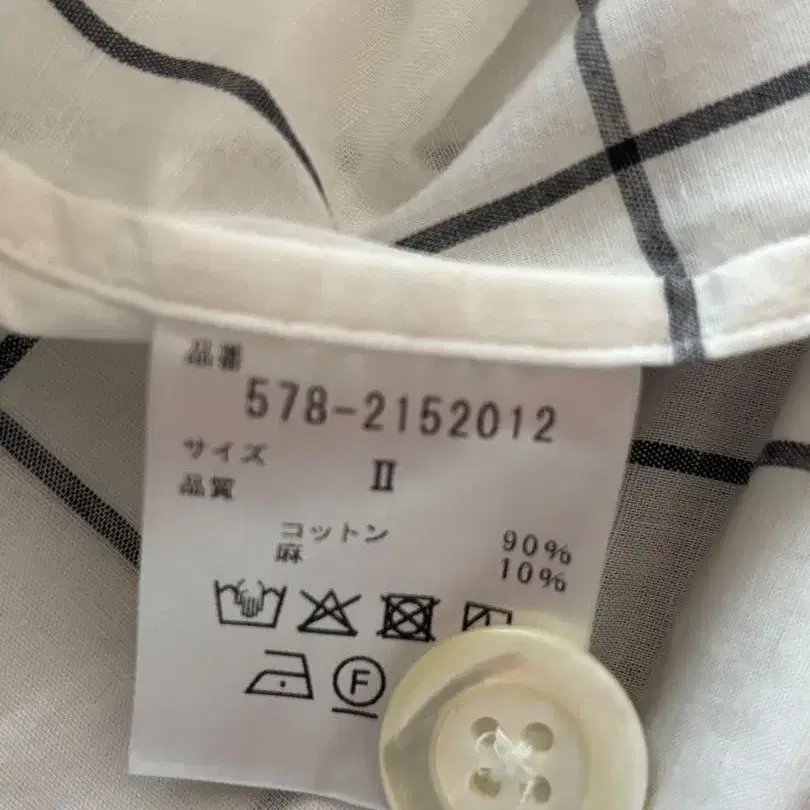 品番
578-2152012
サイズ II
品質
コットン 90%
麻 10%
F